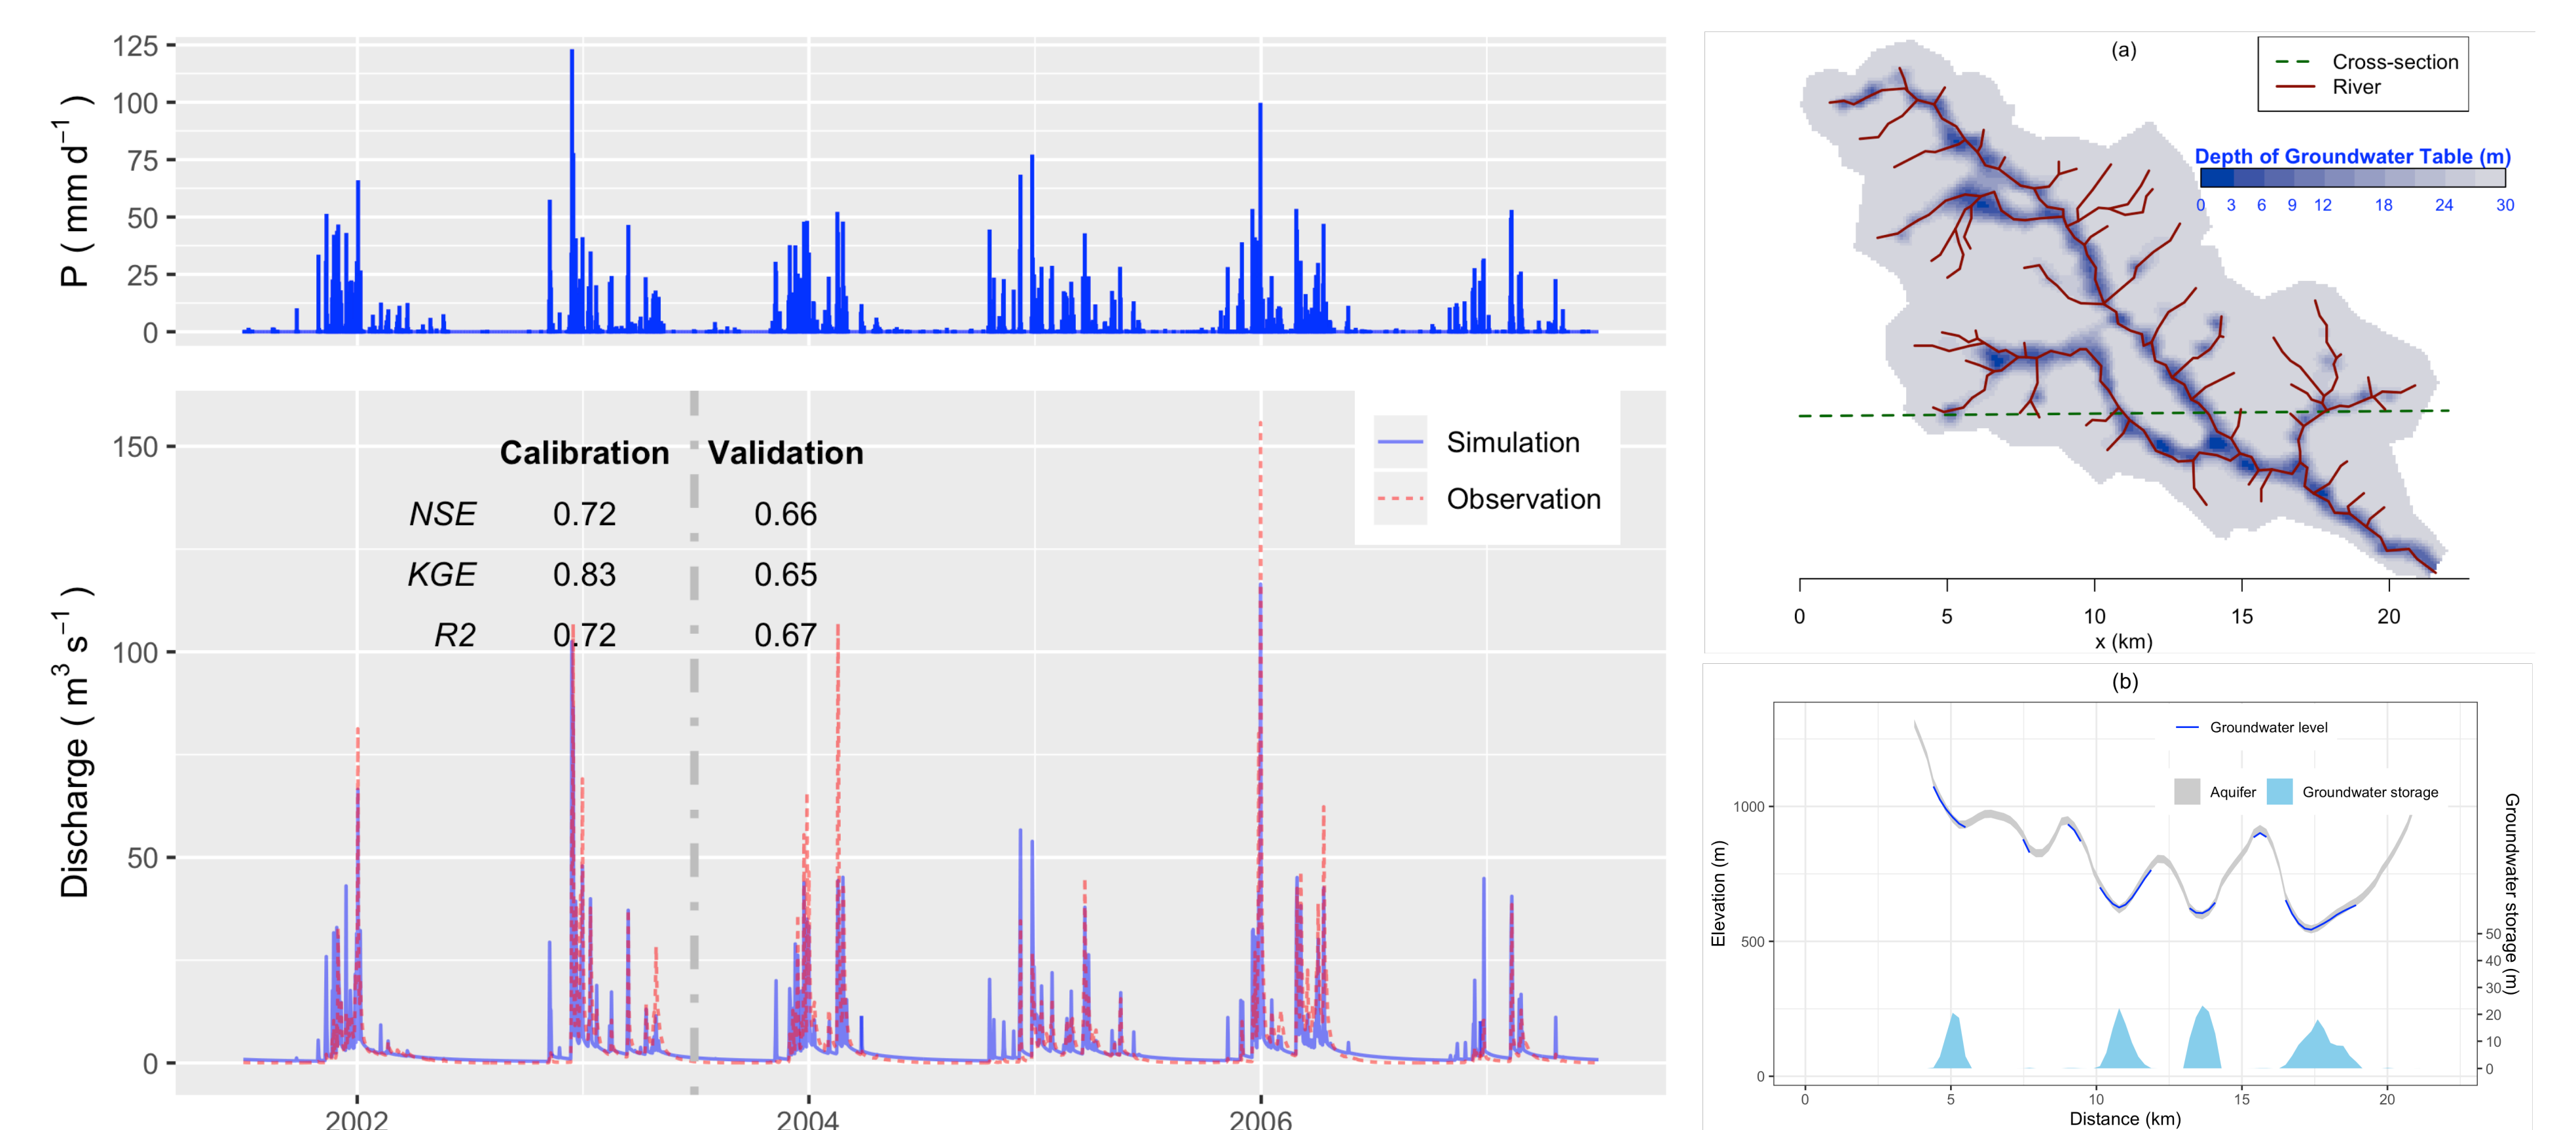 125
100
75
50
25
0
P ( mm d−1 )
150
100
50
0
Discharge ( m3 s−1 )
Calibration Validation
NSE 0.72 0.66
KGE 0.83 0.65
R2 0.72 0.67
Simulation
Observation
2002 2004 2006
(a)
Cross-section
River
Depth of Groundwater Table (m)
0 3 6 9 12 18 24 30
0 5 10 15 20
x (km)
(b)
Groundwater level
Aquifer Groundwater storage
1000
500
0
Elevation (m)
50
40
30
20
10
0
Groundwater storage (m)
0 5 10 15 20
Distance (km)